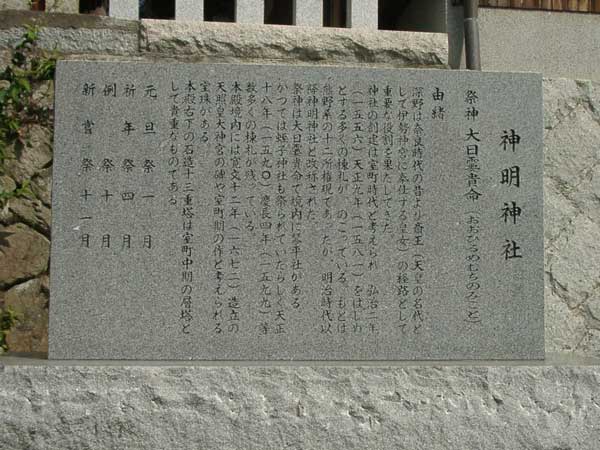 神明神社
祭神 大日孁貴命(おおひるめむちのみこと)
由緒
深野は奈良時代の昔より斎王(天皇の名代と
して伊勢神宮に奉仕する皇女)の経路として
重要な役割を果たしてきた。
神社の創建は室町時代と考えられ 弘治二年
(一五五六)天正九年(一五八一)をはじめ
とする多くの棟札が のこっている。もとは
熊野系の十二所権現であったが、明治時代以
降神明神社と改称された。
祭神は大日孁貴命で境内に琴平社がある。
かつては蛭子神社も祭られていたらしく天正
十八年(一五九〇)慶長四年(一五九九)等
数多くの棟札が残っている。
本殿境内には寛文十二年(一六七二)造立の
天照皇大神宮の碑や室町期の作と考えられる
宝珠がある。
本殿右下の石造十三重塔は室町中期の層塔と
して貴重なものである。
元旦祭 一月
祈年祭 四月
例祭 十月
新嘗祭 十一月